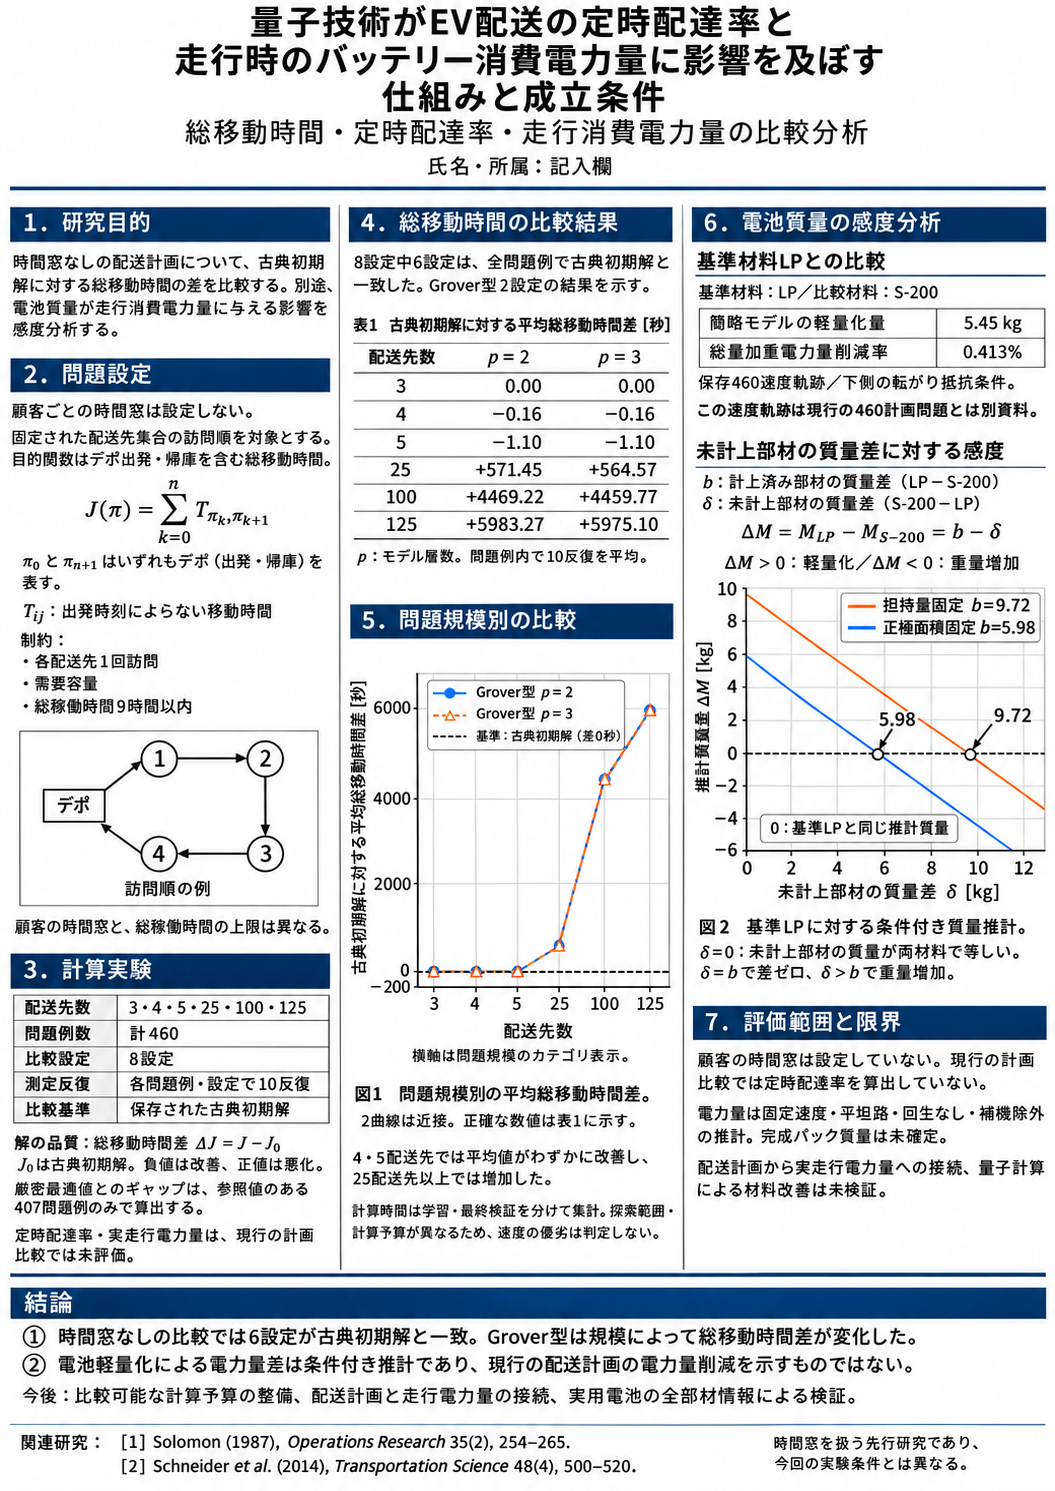 量子技術がEV配送の定時配達率と
走行時のバッテリー消費電力量に影響を及ぼす
仕組みと成立条件
総移動時間・定時配達率・走行消費電力量の比較分析
氏名・所属：記入欄
1．研究目的
時間窓なしの配送計画について、古典初期
解に対する総移動時間の差を比較する。別途、
電池質量が走行消費電力量に与える影響を
感度分析する。
2．問題設定
顧客ごとの時間窓は設定しない。
固定された配送先集合の訪問順を対象とする。
目的関数はデポ出発・帰庫を含む総移動時間。
J(π) = ∑_{k=0}^{n} T_{π_k,π_{k+1}}
π₀ と π_{n+1} はいずれもデポ（出発・帰庫）を
表す。
T_{ij}：出発時刻によらない移動時間
制約：
・各配送先1回訪問
・需要容量
・総稼働時間9時間以内
デポ
1
2
3
4
訪問順の例
顧客の時間窓と、総稼働時間の上限は異なる。
3．計算実験
配送先数 3・4・5・25・100・125
問題例数 計460
比較設定 8設定
測定反復 各問題例・設定で10反復
比較基準 保存された古典初期解
解の品質：総移動時間差 ΔJ = J − J₀
J₀は古典初期解。負値は改善、正値は悪化。
厳密最適値とのギャップは、参照値のある
407問題例のみで算出する。
定時配達率・実走行電力量は、現行の計画
比較では未評価。
4．総移動時間の比較結果
8設定中6設定は、全問題例で古典初期解と
一致した。Grover型2設定の結果を示す。
表1 古典初期解に対する平均総移動時間差［秒］
配送先数 p = 2 p = 3
3 0.00 0.00
4 −0.16 −0.16
5 −1.10 −1.10
25 +571.45 +564.57
100 +4469.22 +4459.77
125 +5983.27 +5975.10
p：モデル層数。問題例内で10反復を平均。
5．問題規模別の比較
古典初期解に対する平均総移動時間差［秒］
Grover型 p = 2
Grover型 p = 3
基準：古典初期解（差0秒）
6000
4000
2000
0
−200
3 4 5 25 100 125
配送先数
横軸は問題規模のカテゴリ表示。
図1 問題規模別の平均総移動時間差。
2曲線は近接。正確な数値は表1に示す。
4・5配送先では平均値がわずかに改善し、
25配送先以上では増加した。
計算時間は学習・最終検証を分けて集計。探索範囲・
計算予算が異なるため、速度の優劣は判定しない。
6．電池質量の感度分析
基準材料LPとの比較
基準材料：LP／比較材料：S-200
簡略モデルの軽量化量 5.45 kg
総量加重電力量削減率 0.413%
保存460速度軌跡／下側の転がり抵抗条件。
この速度軌跡は現行の460計画問題とは別資料。
未計上部材の質量差に対する感度
b：計上済み部材の質量差（LP − S-200）
δ：未計上部材の質量差（S-200 − LP）
ΔM = M_{LP} − M_{S−200} = b − δ
ΔM > 0：軽量化／ΔM < 0：重量増加
ΔM [kg]
担持量固定 b=9.72
正極面積固定 b=5.98
10
8
6
4
2
0
−2
−4
−6
5.98
9.72
0：基準LPと同じ推計質量
0 2 4 6 8 10 12
未計上部材の質量差 δ [kg]
図2 基準LPに対する条件付き質量推計。
δ=0：未計上部材の質量が両材料で等しい。
δ=bで差ゼロ、δ>bで重量増加。
7．評価範囲と限界
顧客の時間窓は設定していない。現行の計画
比較では定時配達率を算出していない。
電力量は固定速度・平坦路・回生なし・補機除外
の推計。完成パック質量は未確定。
配送計画から実走行電力量への接続、量子計算
による材料改善は未検証。
結論
① 時間窓なしの比較では6設定が古典初期解と一致。Grover型は規模によって総移動時間差が変化した。
② 電池軽量化による電力量差は条件付き推計であり、現行の配送計画の電力量削減を示すものではない。
今後：比較可能な計算予算の整備、配送計画と走行電力量の接続、実用電池の全部材情報による検証。
関連研究： [1] Solomon (1987), Operations Research 35(2), 254–265.
[2] Schneider et al. (2014), Transportation Science 48(4), 500–520.
時間窓を扱う先行研究であり、
今回の実験条件とは異なる。